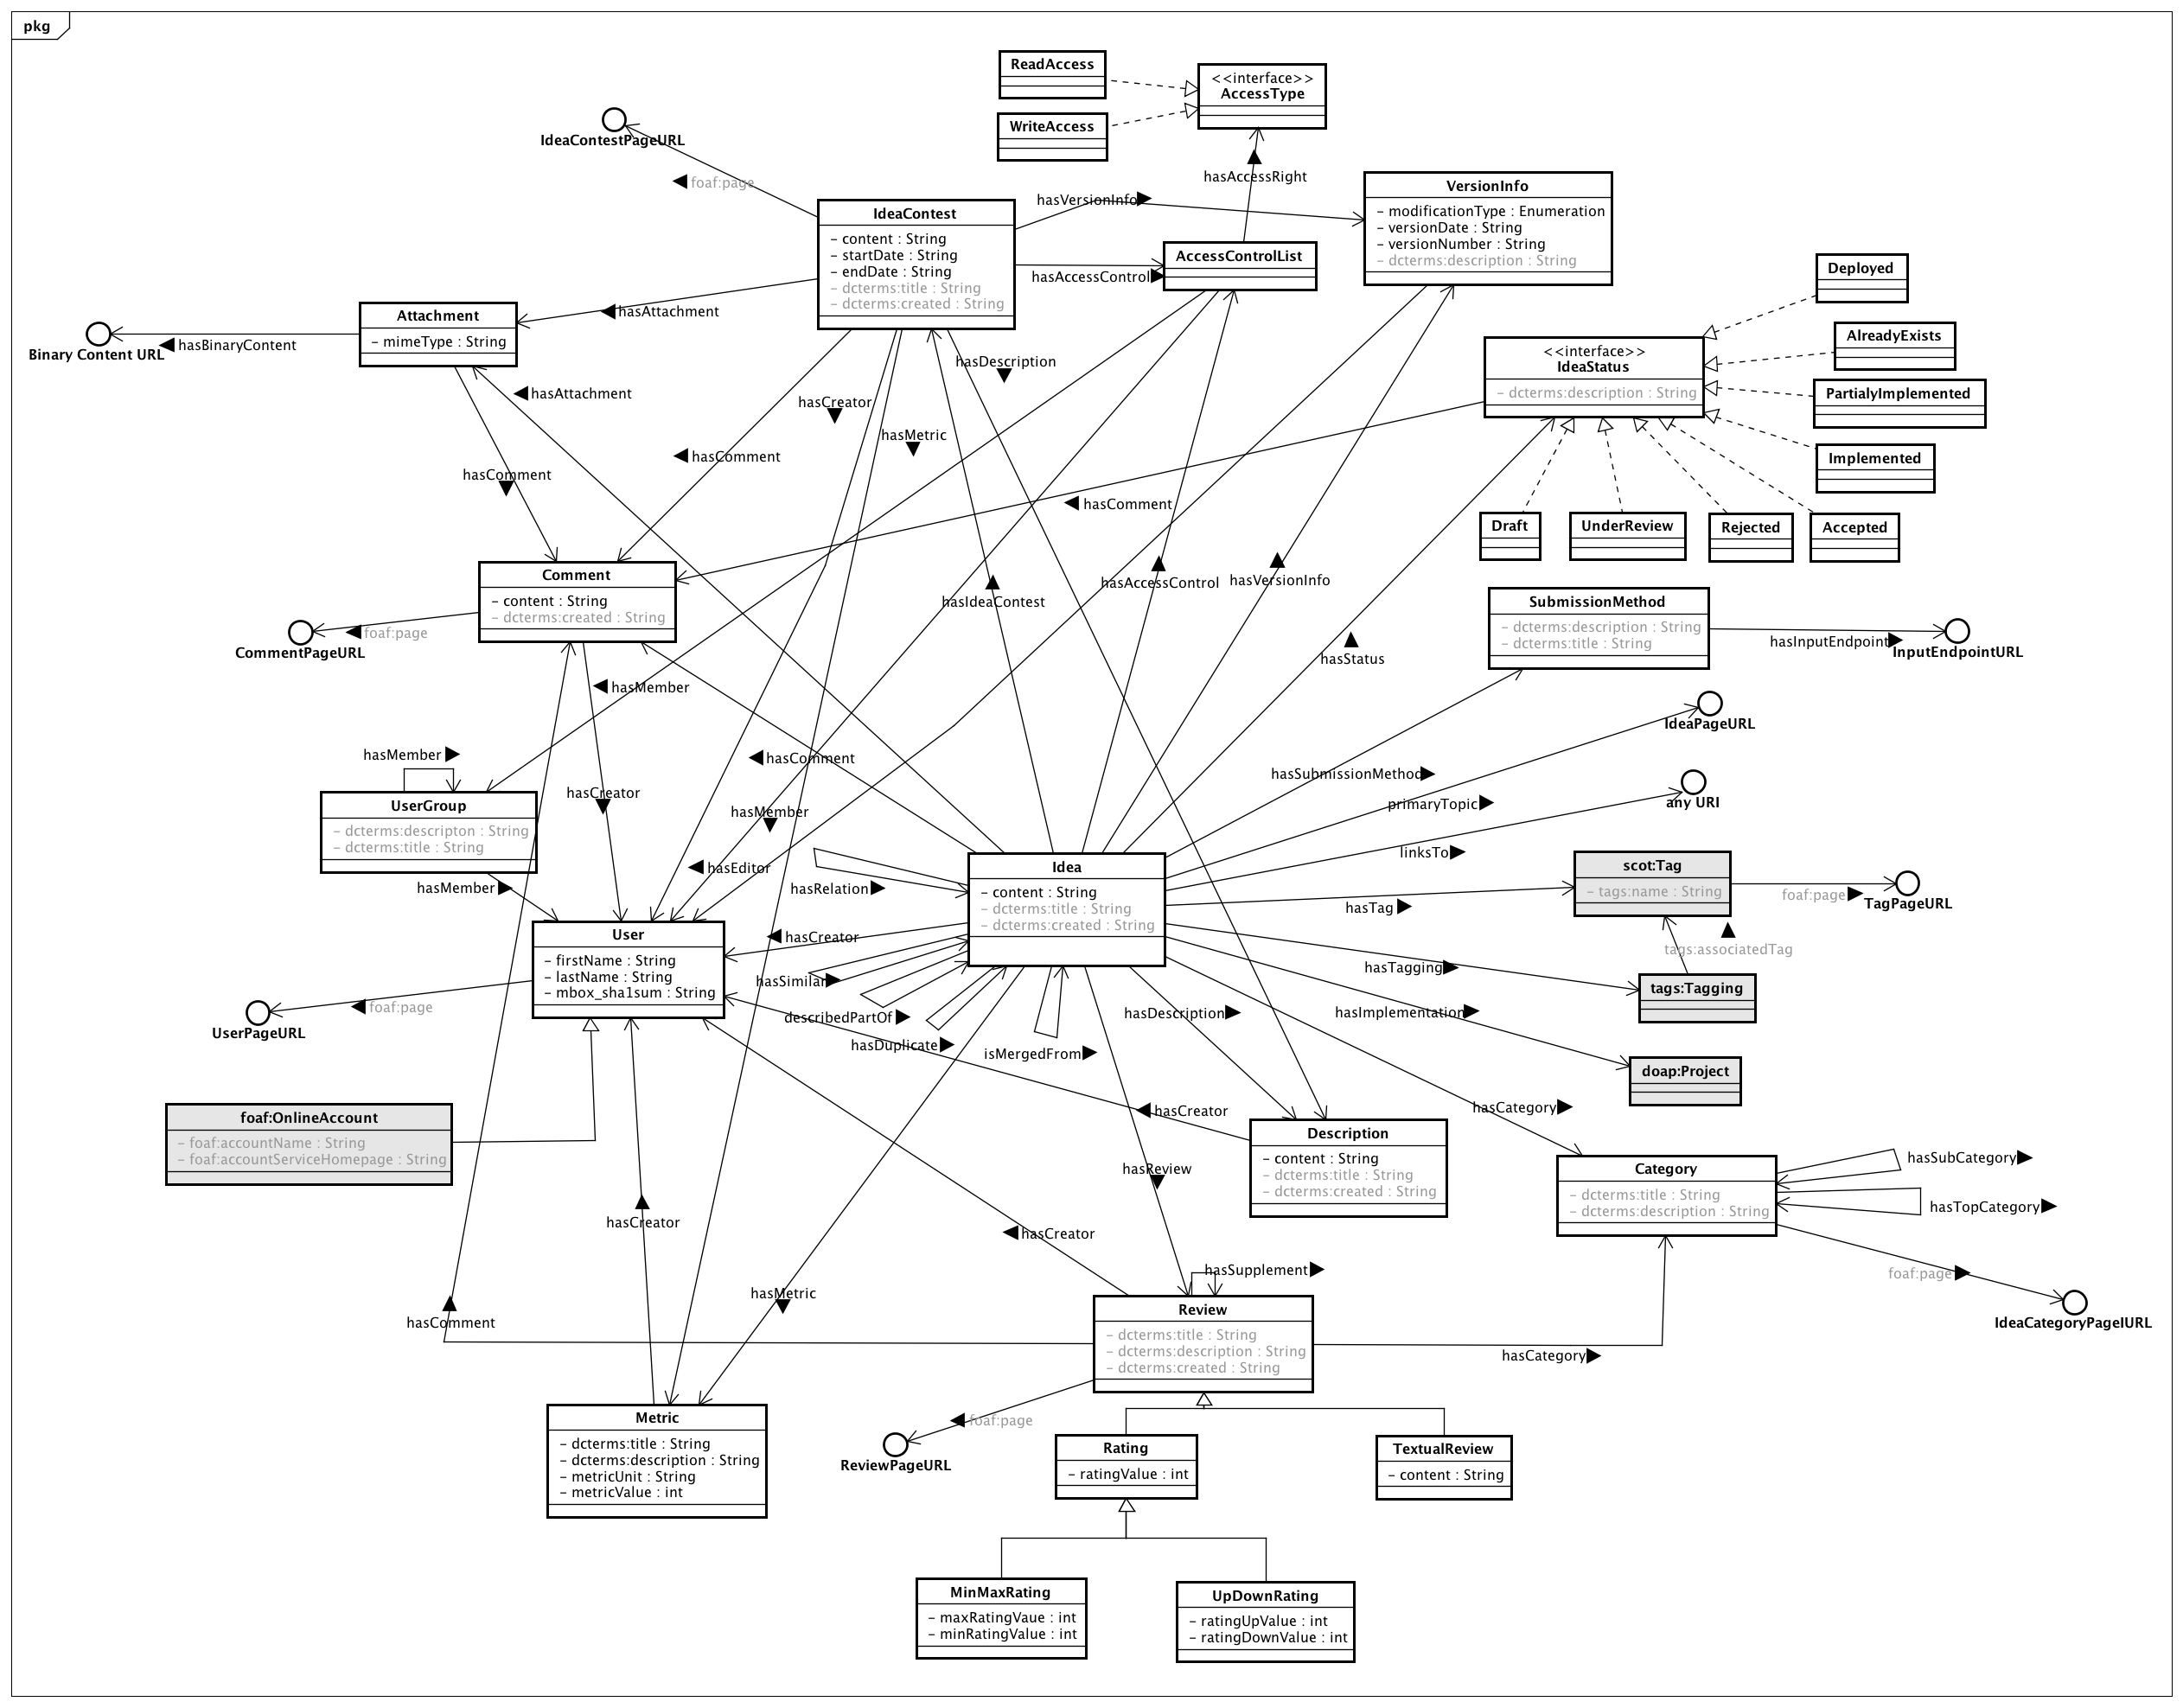 pkg
ReadAccess
<<interface>>
AccessType
WriteAccess
IdeaContestPageURL
foaf:page
hasAccessRight
IdeaContest
– content : String
– startDate : String
– endDate : String
– dcterms:title : String
– dcterms:created : String
hasVersionInfo
VersionInfo
– modificationType : Enumeration
– versionDate : String
– versionNumber : String
– dcterms:description : String
AccessControlList
hasAccessControl
Deployed
Attachment
– mimeType : String
hasAttachment
hasBinaryContent
Binary Content URL
AlreadyExists
<<interface>>
IdeaStatus
– dcterms:description : String
PartialyImplemented
hasDescription
hasAttachment
hasCreator
hasMetric
hasComment
hasComment
Implemented
hasComment
Draft
UnderReview
Rejected
Accepted
Comment
– content : String
– dcterms:created : String
hasIdeaContest
hasAccessControl
hasVersionInfo
SubmissionMethod
– dcterms:description : String
– dcterms:title : String
foaf:page
CommentPageURL
hasInputEndpoint
InputEndpointURL
hasStatus
hasMember
IdeaPageURL
hasMember
hasComment
hasSubmissionMethod
hasCreator
primaryTopic
any URI
UserGroup
– dcterms:descripton : String
– dcterms:title : String
hasMember
linksTo
hasEditor
hasMember
hasRelation
Idea
– content : String
– dcterms:title : String
– dcterms:created : String
scot:Tag
– tags:name : String
foaf:page
TagPageURL
hasTag
tags:associatedTag
User
– firstName : String
– lastName : String
– mbox_sha1sum : String
hasCreator
hasSimilar
hasTagging
tags:Tagging
foaf:page
UserPageURL
describedPartOf
hasDuplicate
isMergedFrom
hasDescription
hasImplementation
doap:Project
foaf:OnlineAccount
– foaf:accountName : String
– foaf:accountServiceHomepage : String
hasCreator
hasCategory
Description
– content : String
– dcterms:title : String
– dcterms:created : String
hasReview
Category
– dcterms:title : String
– dcterms:description : String
hasSubCategory
hasTopCategory
hasCreator
hasCreator
hasSupplement
foaf:page
IdeaCategoryPageIURL
hasMetric
hasComment
Review
– dcterms:title : String
– dcterms:description : String
– dcterms:created : String
hasCategory
Metric
– dcterms:title : String
– dcterms:description : String
– metricUnit : String
– metricValue : int
foaf:page
ReviewPageURL
Rating
– ratingValue : int
TextualReview
– content : String
MinMaxRating
– maxRatingVaue : int
– minRatingValue : int
UpDownRating
– ratingUpValue : int
– ratingDownValue : int